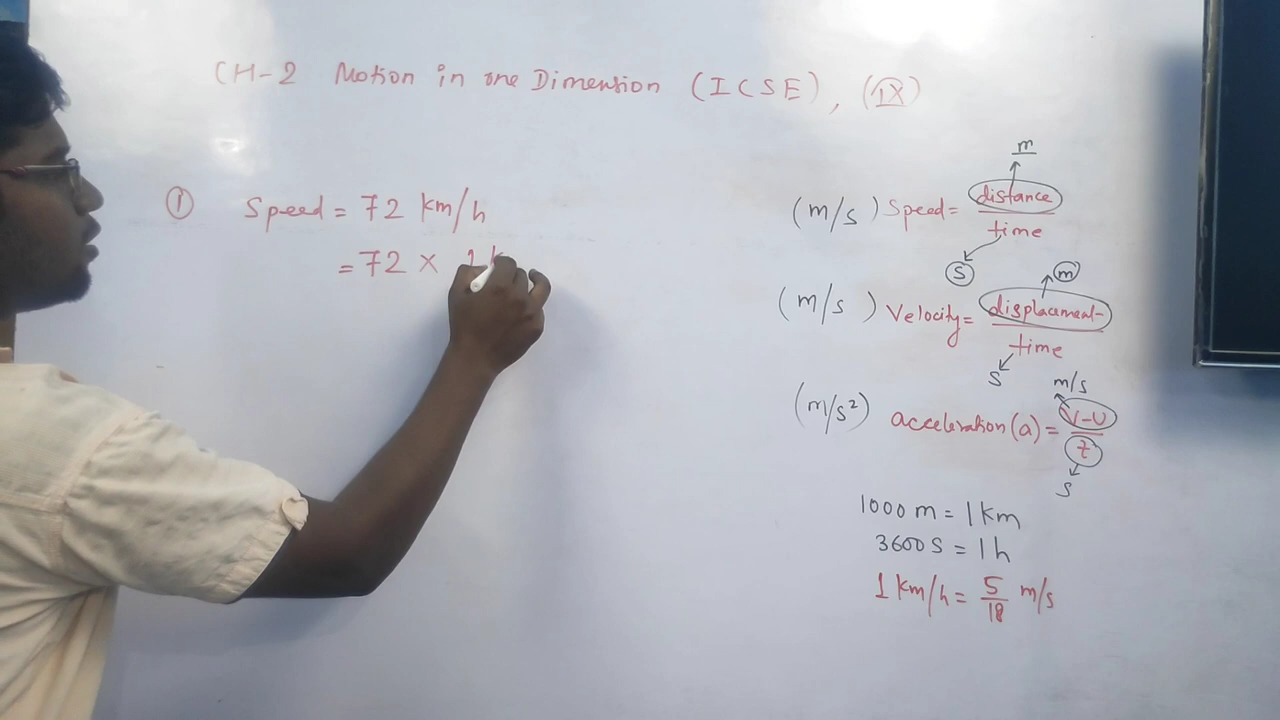 CH-2 Motion in one Dimension (ICSE), (IX)
① Speed = 72 km/h
= 72 × 1 k
m
(m/s) Speed = distance / time
S
m
(m/s) Velocity = displacement / time
S
m/s
(m/s²) acceleration (a) = V-U / t
S
1000 m = 1 km
3600 S = 1 h
1 km/h = 5/18 m/s